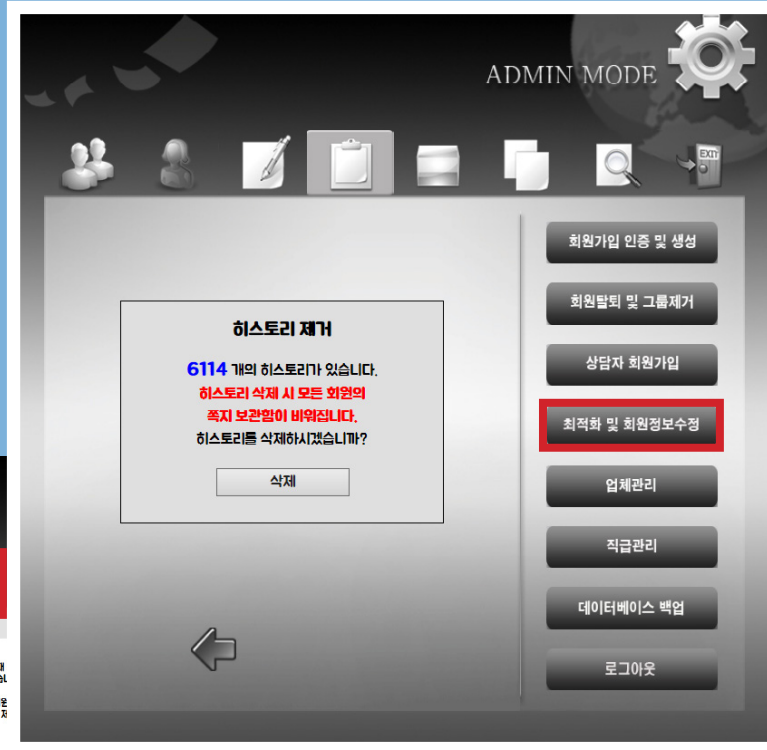 ADMIN MODE
EXIT
히스토리 제거
6114 개의 히스토리가 있습니다.
히스토리 삭제 시 모든 회원의
쪽지 보관함이 비워집니다.
히스토리를 삭제하시겠습니까?
삭제
회원가입 인증 및 생성
회원탈퇴 및 그룹제거
상담자 회원가입
최적화 및 회원정보수정
업체관리
직급관리
데이터베이스 백업
로그아웃